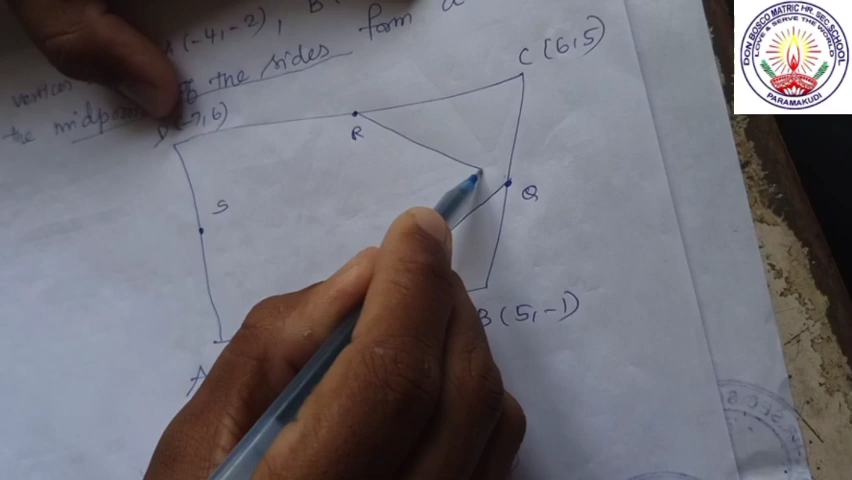 A (-4,-2), B
form a
vertices
of the sides
the
C (6,5)
D (-7,6)
R
S
Q
B (5,-1)
A
DON BOSCO MATRIC HR. SEC SCHOOL
LOVE & SERVE THE WORLD
PARAMAKUDI